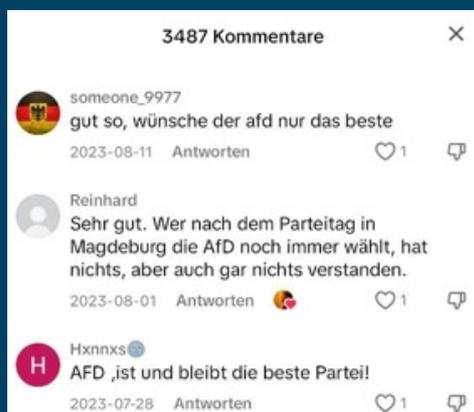 3487 Kommentare
someone_9977
gut so, wünsche der afd nur das beste
2023-08-11 Antworten 1
Reinhard
Sehr gut. Wer nach dem Parteitag in
Magdeburg die AfD noch immer wählt, hat
nichts, aber auch gar nichts verstanden.
2023-08-01 Antworten 1
H
Hxnnxs
AFD ,ist und bleibt die beste Partei!
2023-07-28 Antworten 1